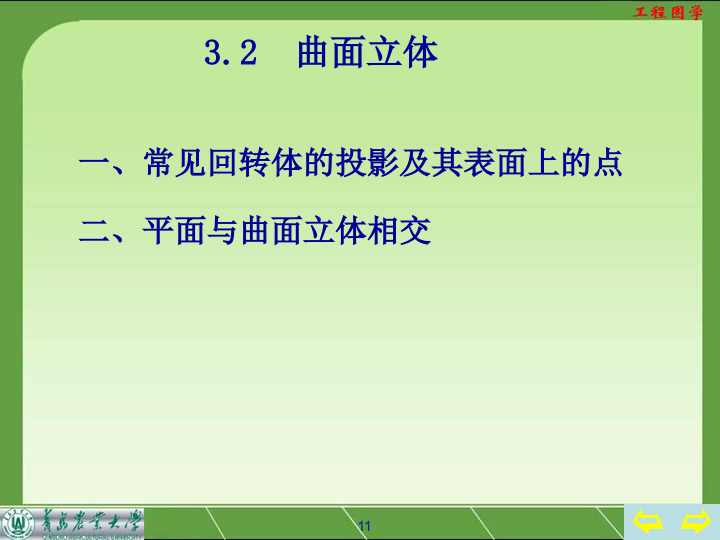 工程图学
3.2 曲面立体
一、常见回转体的投影及其表面上的点
二、平面与曲面立体相交
青岛农业大学
QINGDAO AGRICULTURAL UNIVERSITY
11